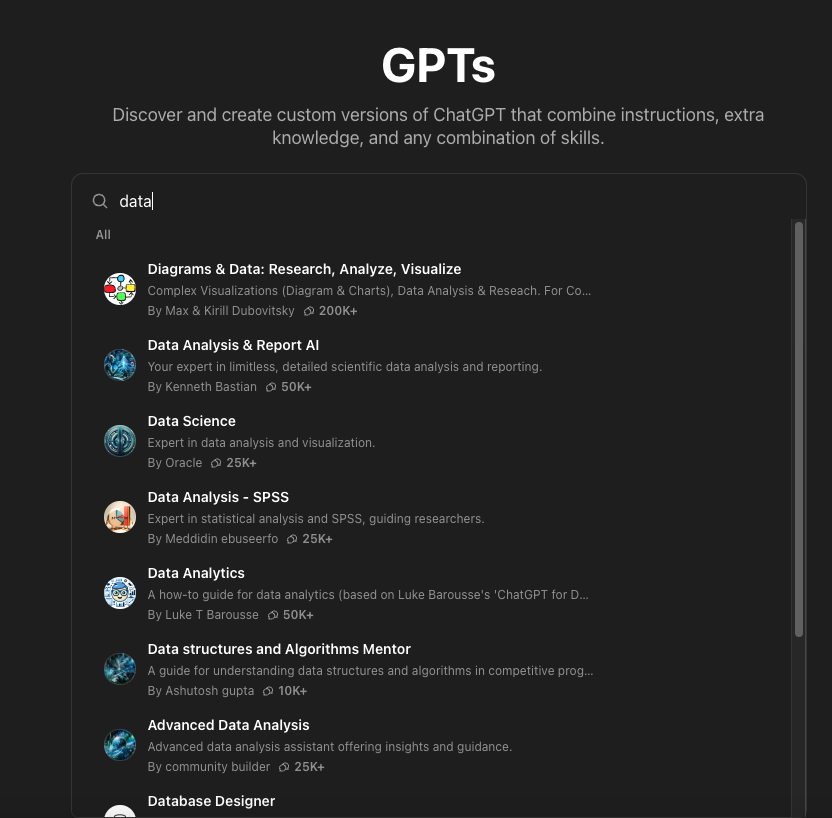 GPTs
Discover and create custom versions of ChatGPT that combine instructions, extra
knowledge, and any combination of skills.
data
All
Diagrams & Data: Research, Analyze, Visualize
Complex Visualizations (Diagram & Charts), Data Analysis & Reseach. For Co...
By Max & Kirill Dubovitsky 200K+
Data Analysis & Report AI
Your expert in limitless, detailed scientific data analysis and reporting.
By Kenneth Bastian 50K+
Data Science
Expert in data analysis and visualization.
By Oracle 25K+
Data Analysis - SPSS
Expert in statistical analysis and SPSS, guiding researchers.
By Meddidin ebuseerfo 25K+
Data Analytics
A how-to guide for data analytics (based on Luke Barousse's 'ChatGPT for D...
By Luke T Barousse 50K+
Data structures and Algorithms Mentor
A guide for understanding data structures and algorithms in competitive prog...
By Ashutosh gupta 10K+
Advanced Data Analysis
Advanced data analysis assistant offering insights and guidance.
By community builder 25K+
Database Designer